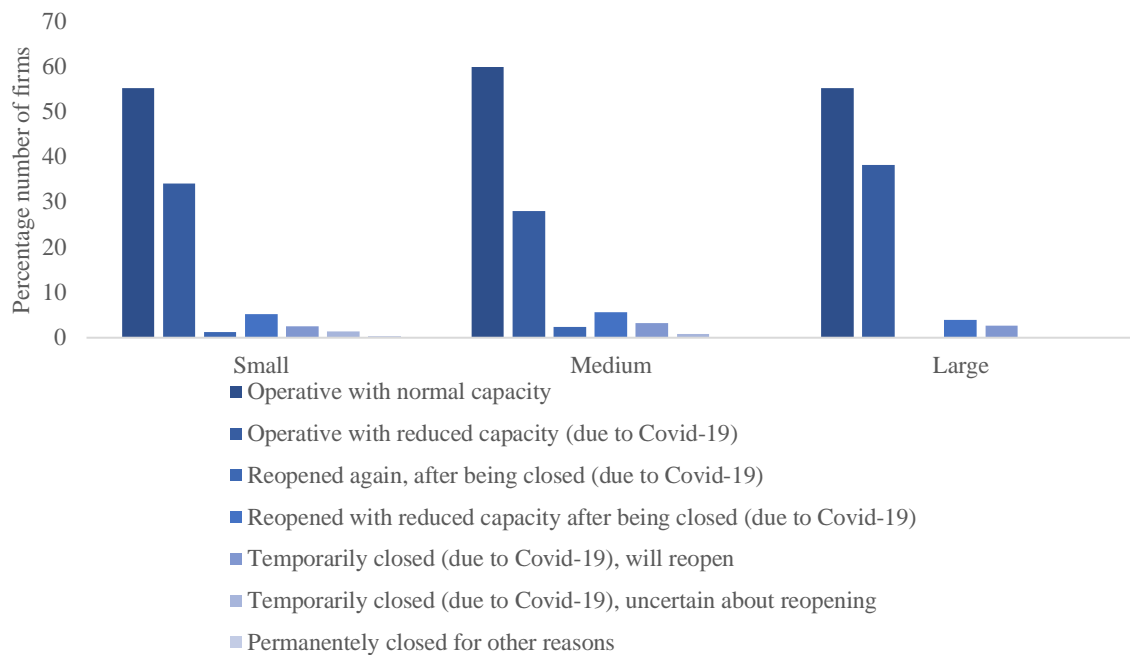 70
60
50
40
30
20
10
0
Percentage number of firms
Small Medium Large
Operative with normal capacity
Operative with reduced capacity (due to Covid-19)
Reopened again, after being closed (due to Covid-19)
Reopened with reduced capacity after being closed (due to Covid-19)
Temporarily closed (due to Covid-19), will reopen
Temporarily closed (due to Covid-19), uncertain about reopening
Permanentely closed for other reasons